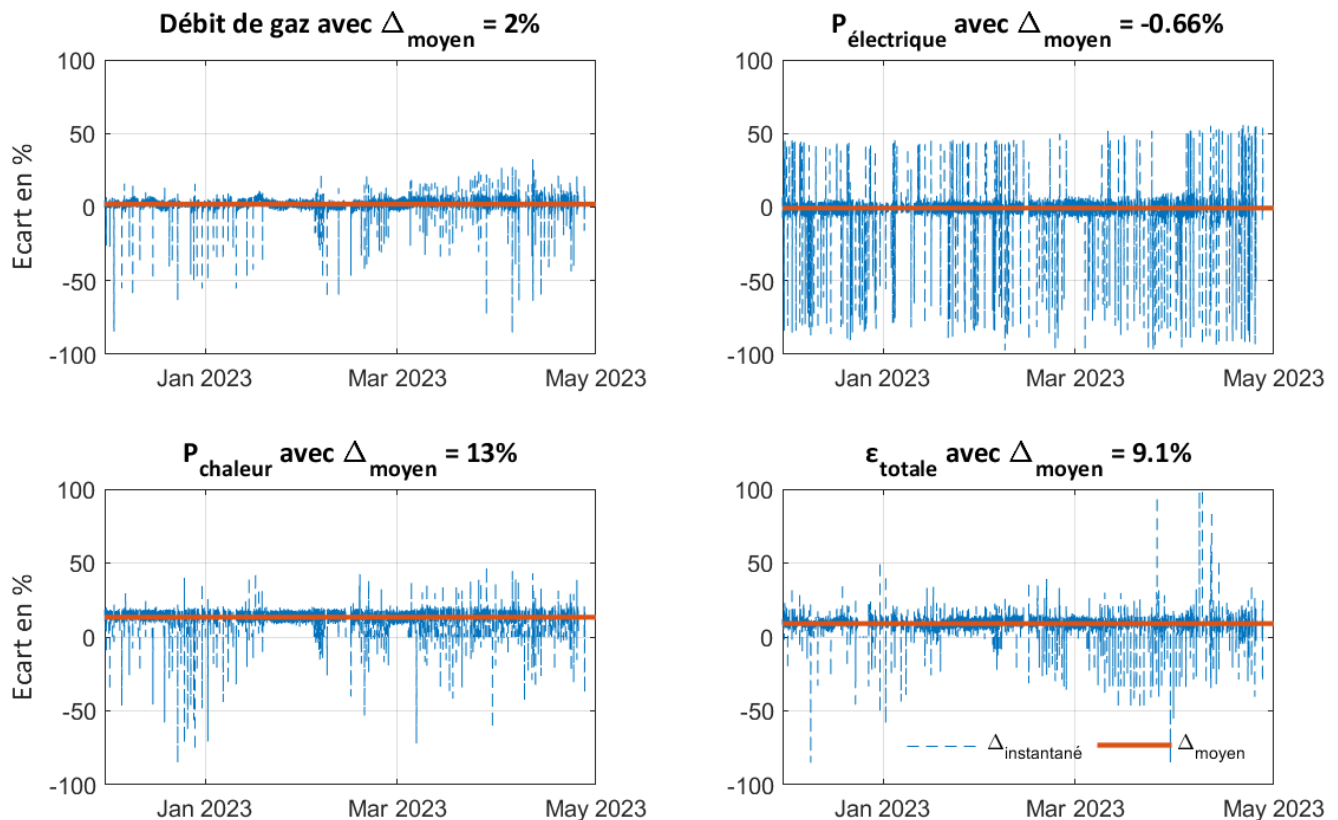 Débit de gaz avec Δmoyen = 2%
100
50
0
-50
-100
Ecart en %
Jan 2023
Mar 2023
May 2023
Pélectrique avec Δmoyen = -0.66%
100
50
0
-50
-100
Jan 2023
Mar 2023
May 2023
Pchaleur avec Δmoyen = 13%
100
50
0
-50
-100
Ecart en %
Jan 2023
Mar 2023
May 2023
εtotale avec Δmoyen = 9.1%
100
50
0
-50
-100
Δinstantané
Δmoyen
Jan 2023
Mar 2023
May 2023